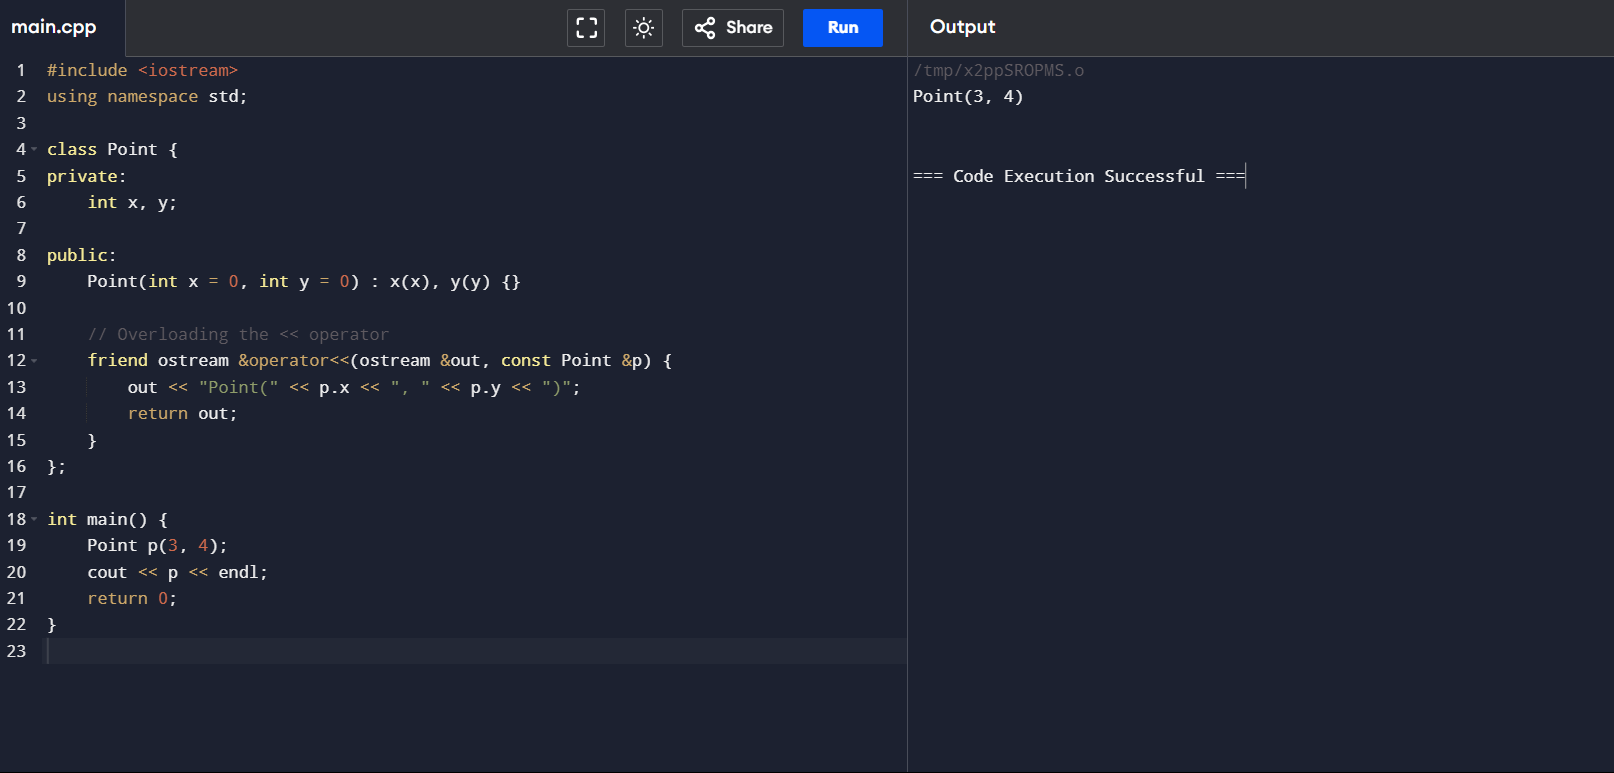 main.cpp
Share
Run
Output
1 #include <iostream>
2 using namespace std;
3
4 class Point {
5 private:
6     int x, y;
7
8 public:
9     Point(int x = 0, int y = 0) : x(x), y(y) {}
10
11     // Overloading the << operator
12     friend ostream &operator<<(ostream &out, const Point &p) {
13         out << "Point(" << p.x << ", " << p.y << ")";
14         return out;
15     }
16 };
17
18 int main() {
19     Point p(3, 4);
20     cout << p << endl;
21     return 0;
22 }
23
/tmp/x2ppSROPMS.o
Point(3, 4)
=== Code Execution Successful ===